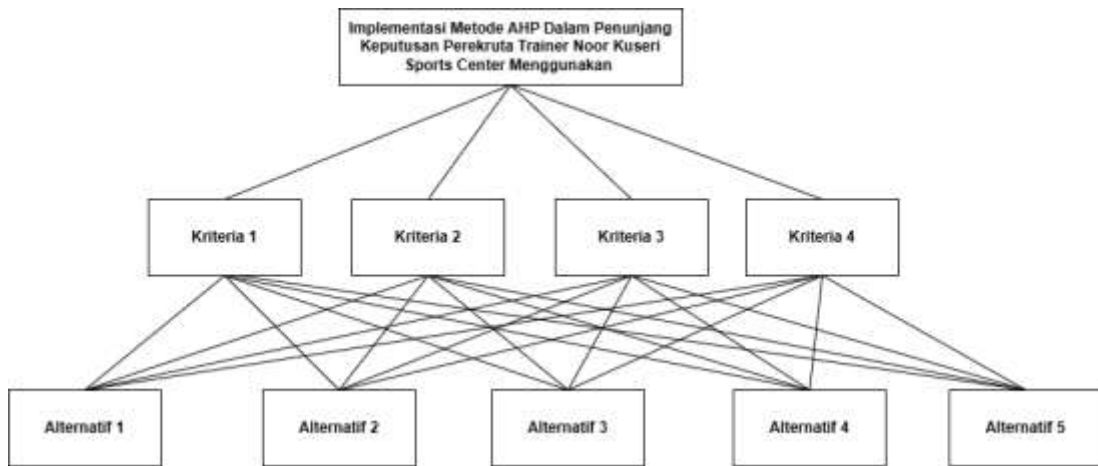 Implementasi Metode AHP Dalam Penunjang
Keputusan Perekruta Trainer Noor Kuseri
Sports Center Menggunakan
Kriteria 1
Kriteria 2
Kriteria 3
Kriteria 4
Alternatif 1
Alternatif 2
Alternatif 3
Alternatif 4
Alternatif 5